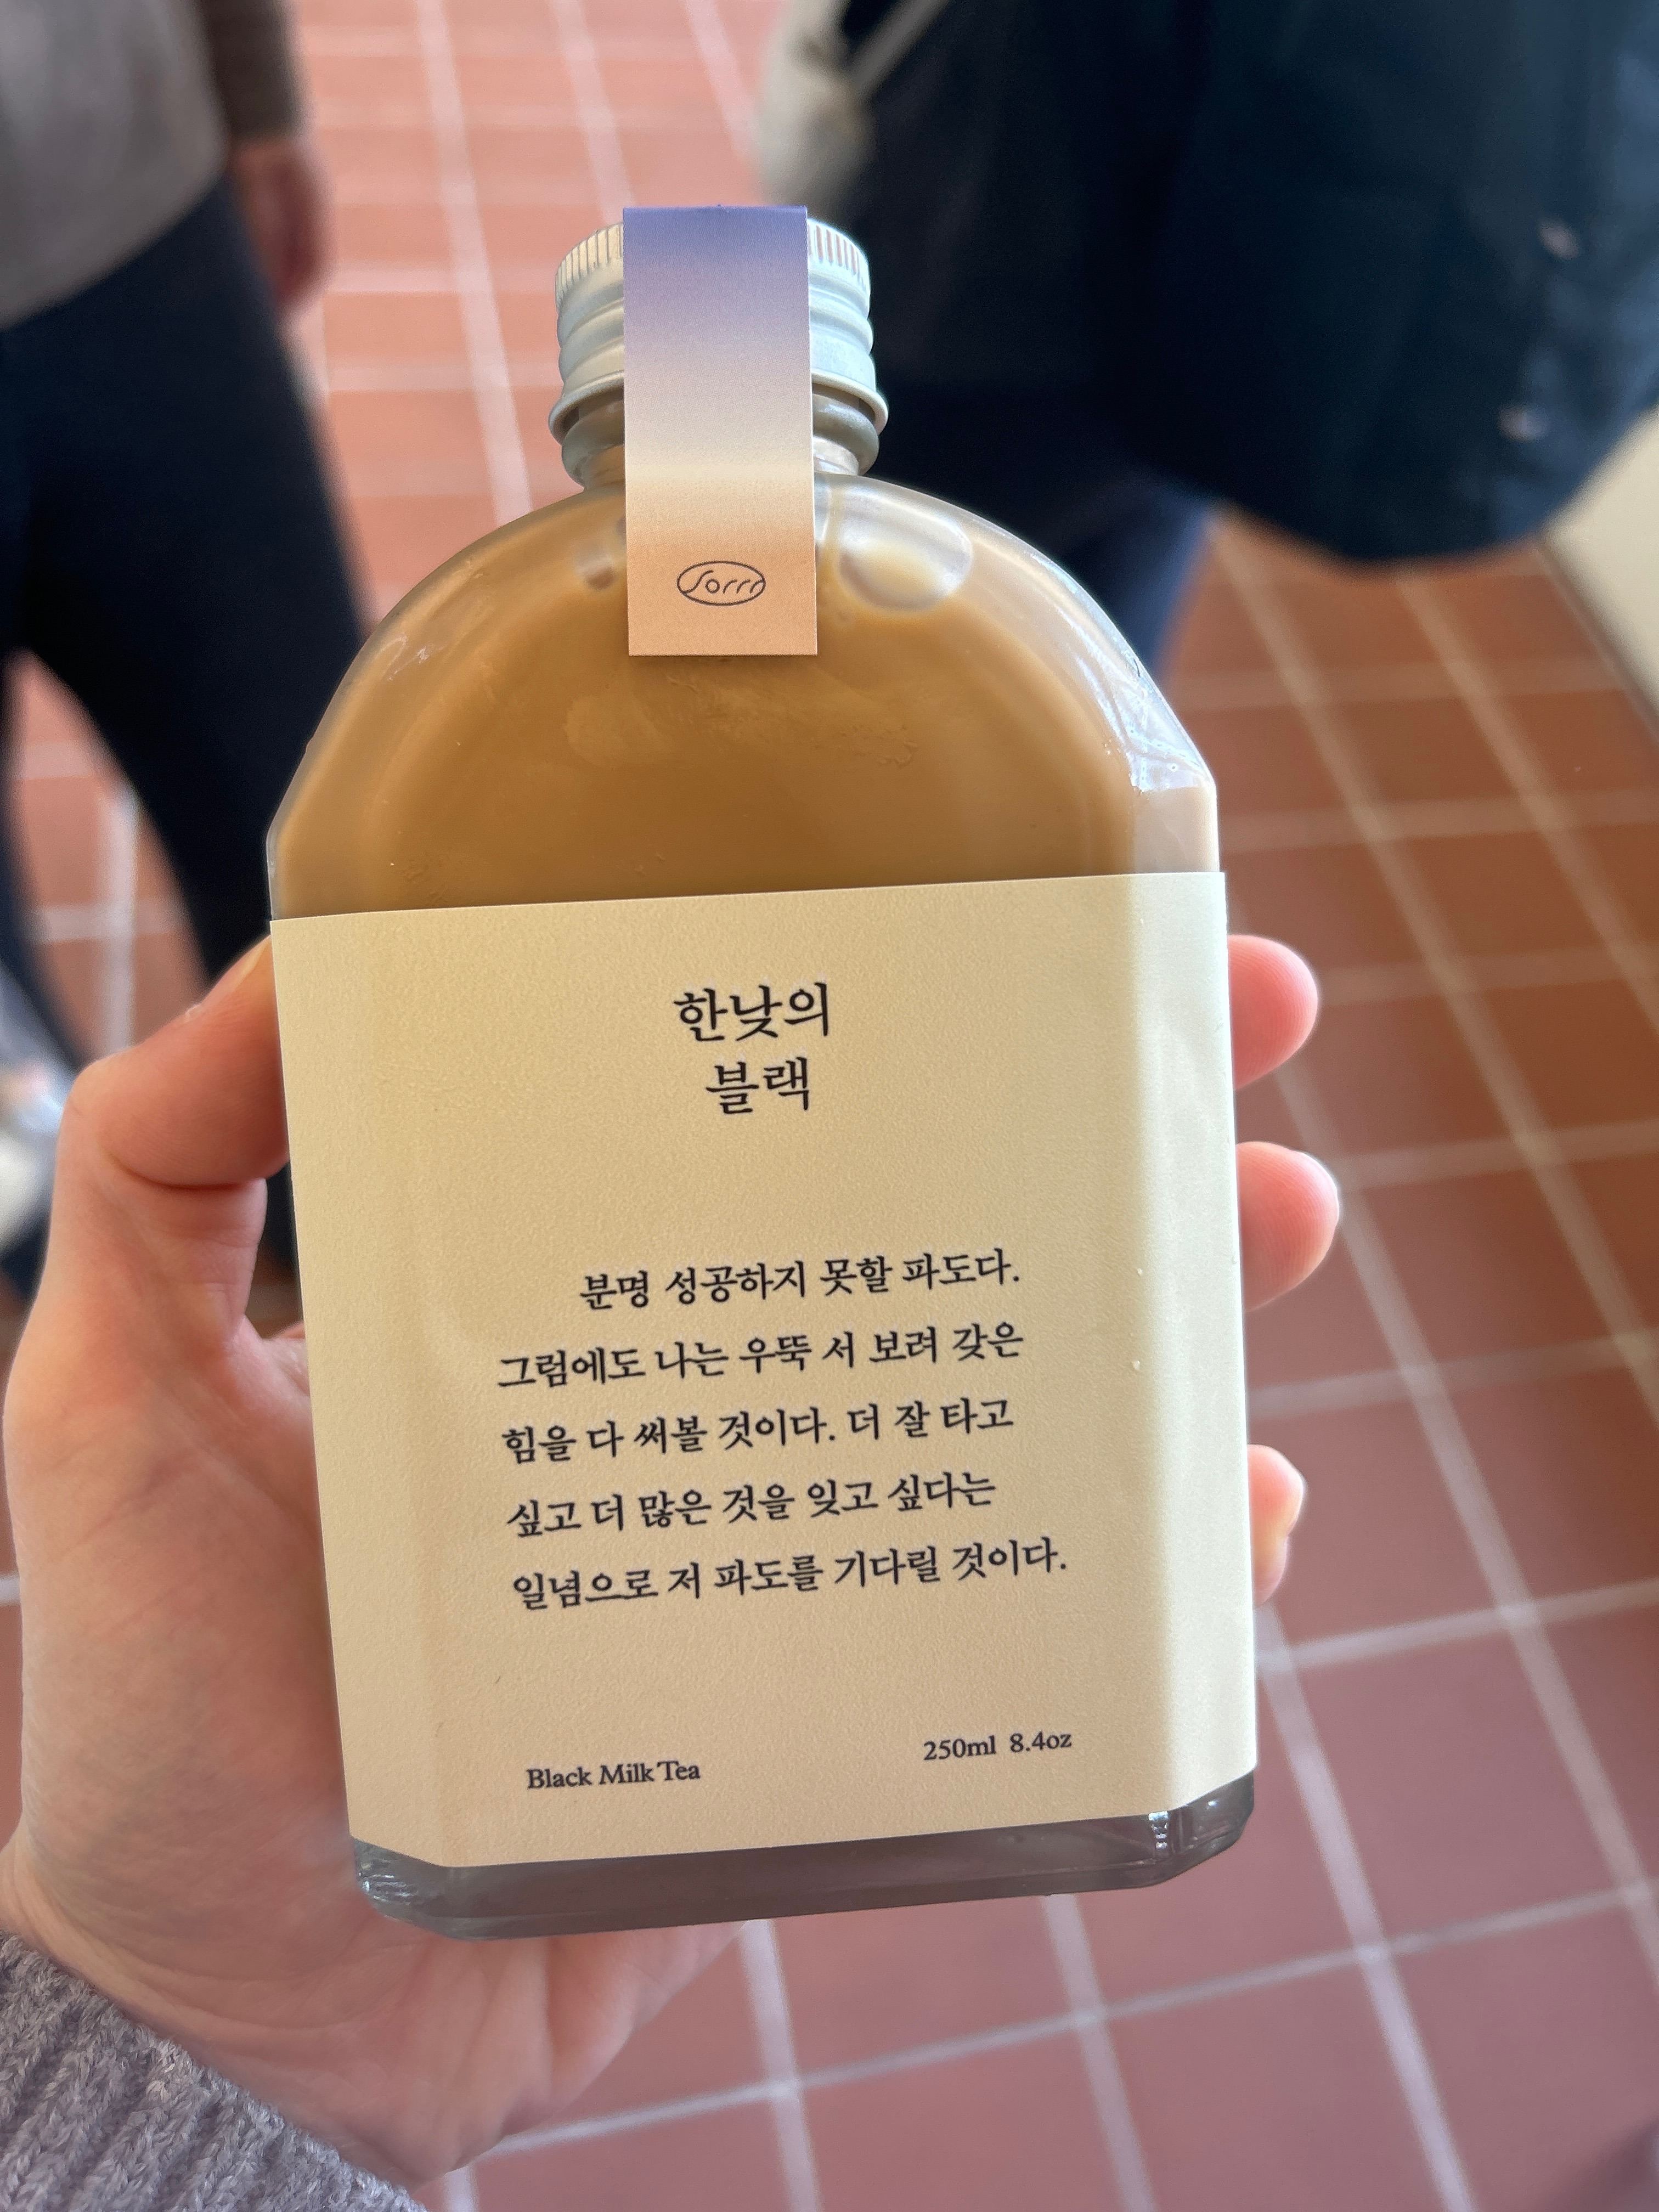 Sorrr
한낮의
블랙
분명 성공하지 못할 파도다.
그럼에도 나는 우뚝 서 보려 갖은
힘을 다 써볼 것이다. 더 잘 타고
싶고 더 많은 것을 잊고 싶다는
일념으로 저 파도를 기다릴 것이다.
Black Milk Tea
250ml 8.4oz